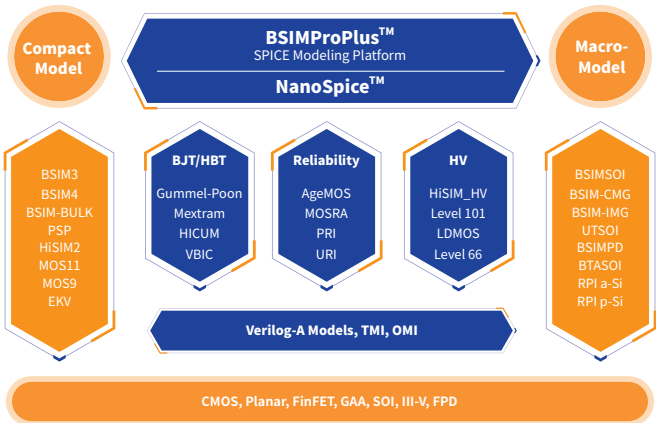 Compact
Model
BSIMProPlus™
SPICE Modeling Platform
NanoSpice™
Macro-
Model
BSIM3
BSIM4
BSIM-BULK
PSP
HiSIM2
MOS11
MOS9
EKV
BJT/HBT
Gummel-Poon
Mextram
HICUM
VBIC
Reliability
AgeMOS
MOSRA
PRI
URI
HV
HiSIM_HV
Level 101
LDMOS
Level 66
BSIMSOI
BSIM-CMG
BSIM-IMG
UTSOI
BSIMPD
BTASOI
RPI a-Si
RPI p-Si
Verilog-A Models, TMI, OMI
CMOS, Planar, FinFET, GAA, SOI, III-V, FPD